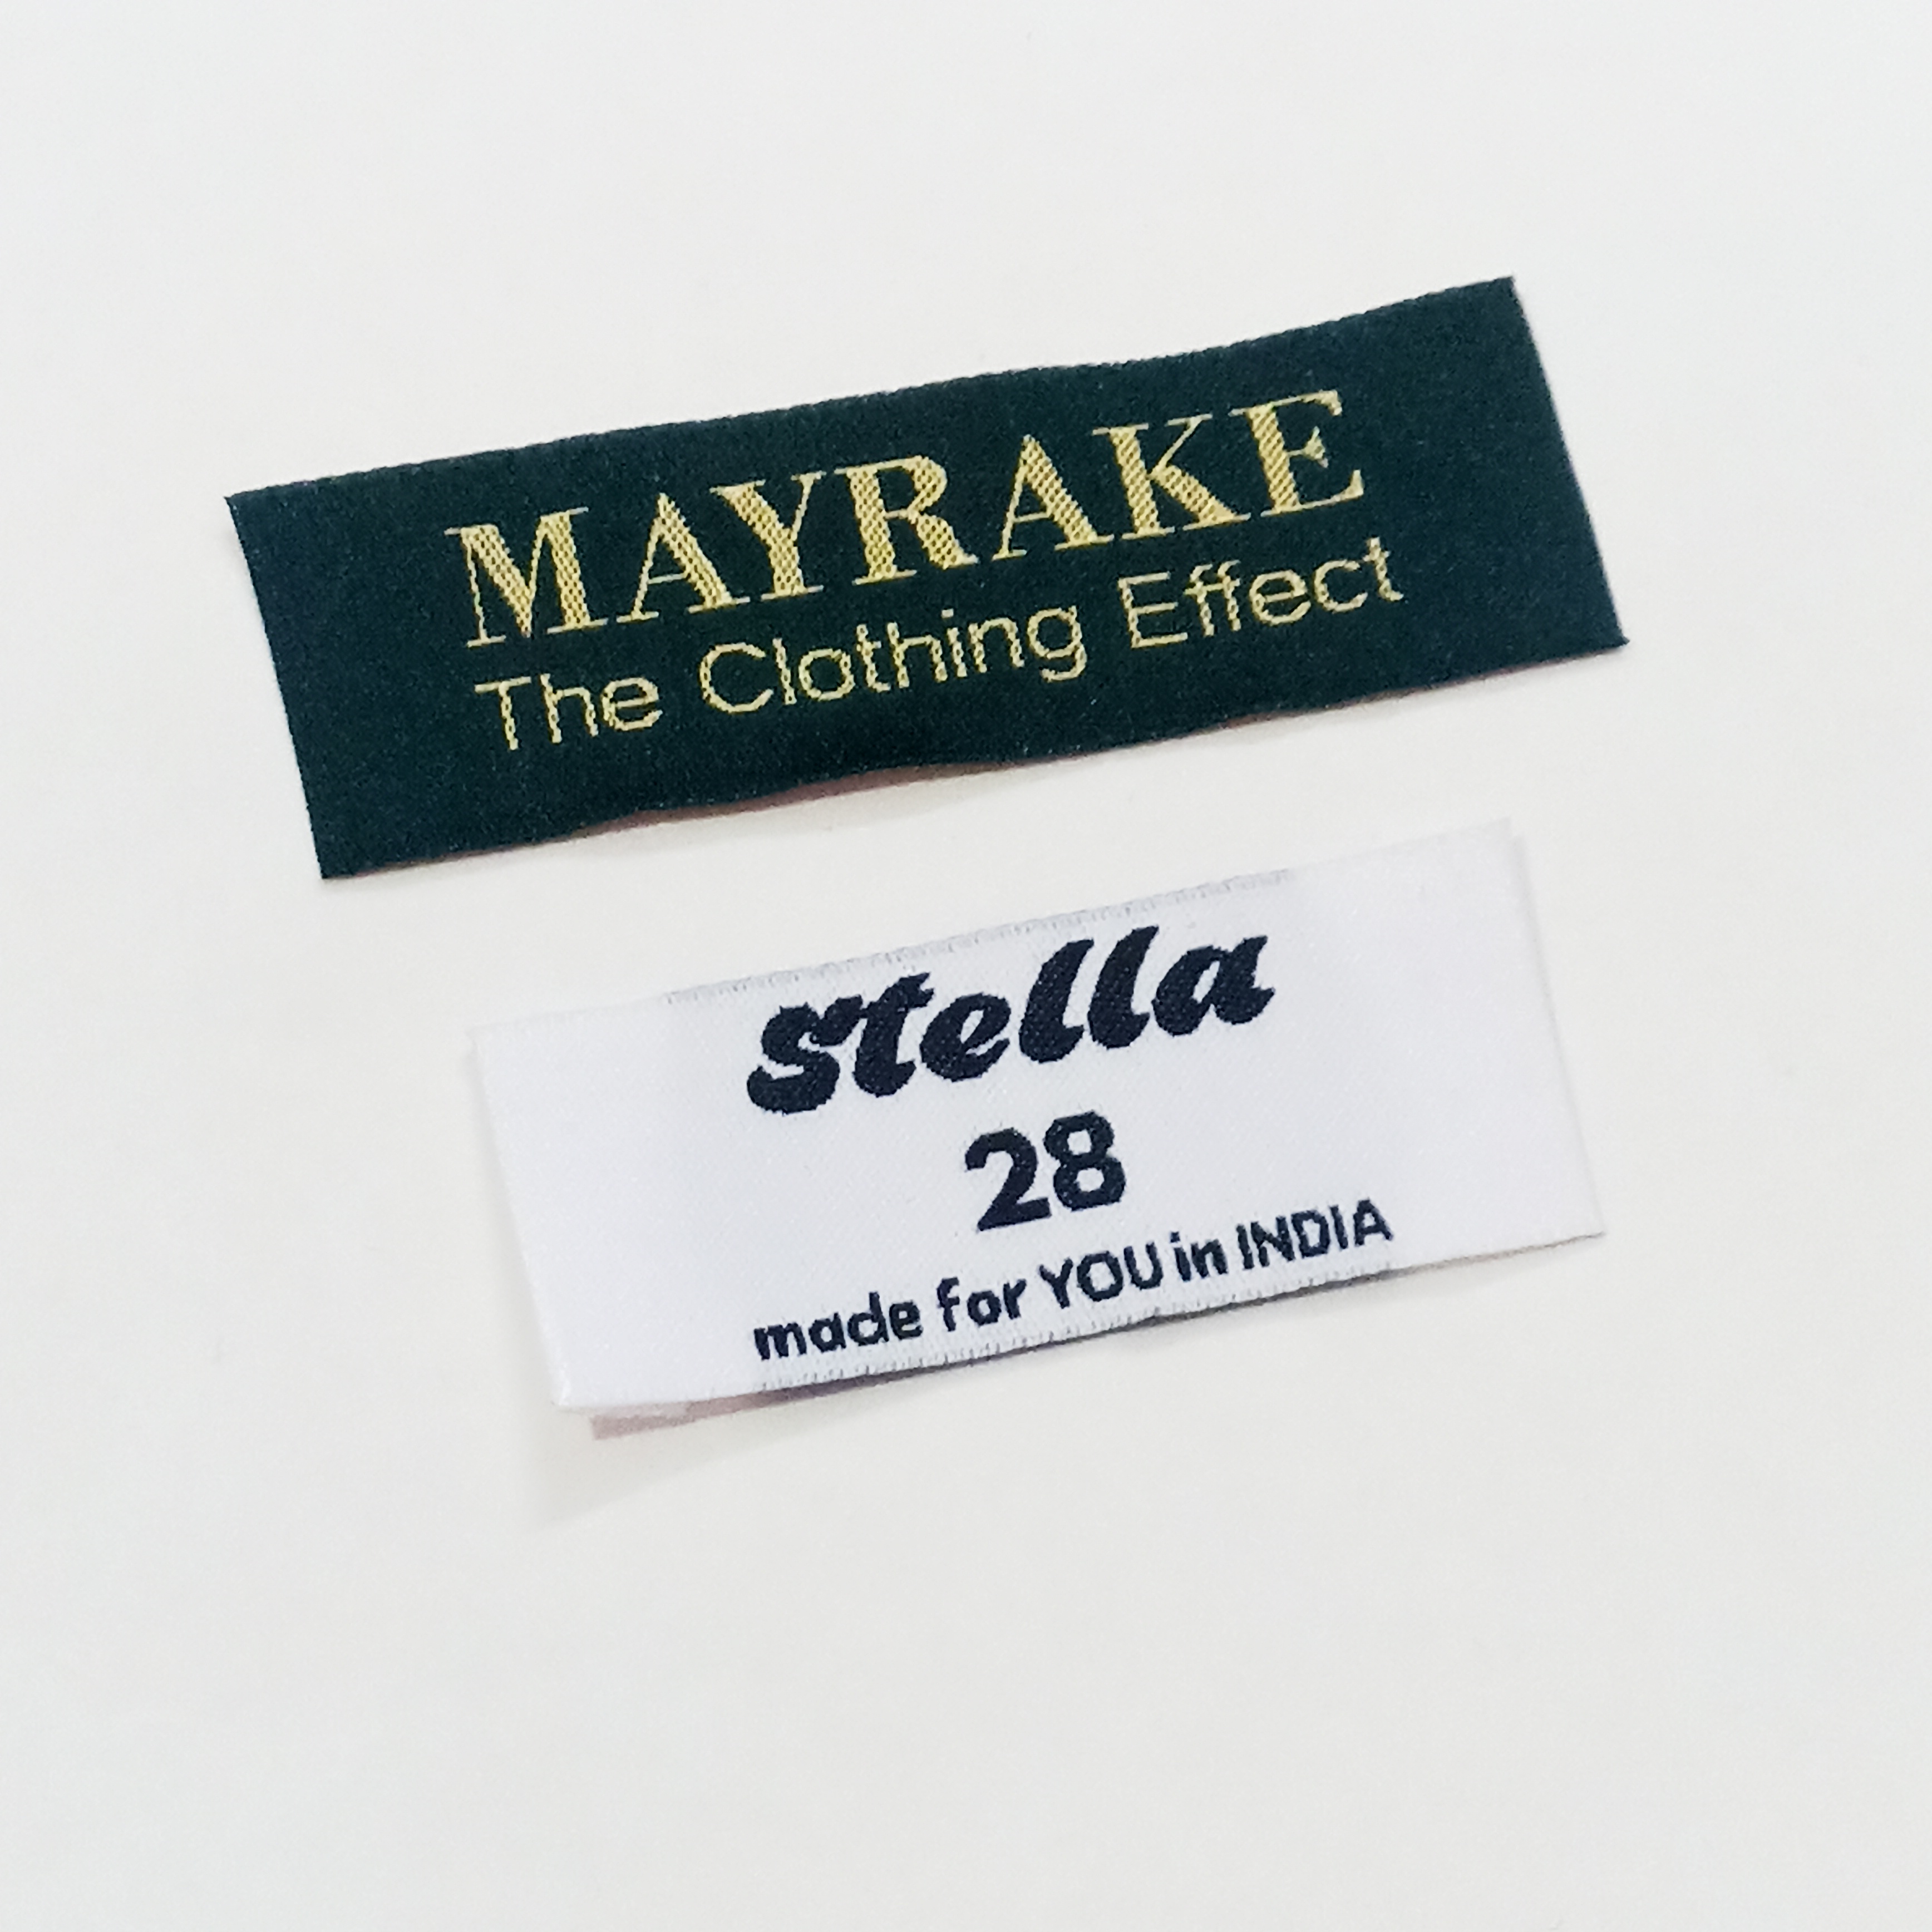 MAYRAKE
The Clothing Effect
Stella
28
made for YOU in INDIA